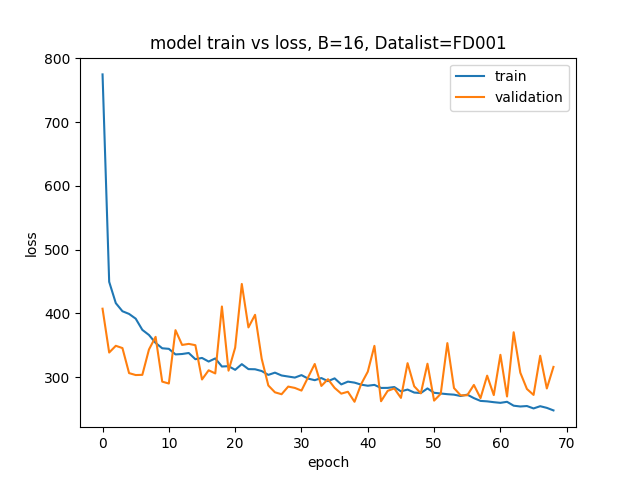 model train vs loss, B=16, Datalist=FD001
train
validation
800
700
600
500
400
300
loss
0 10 20 30 40 50 60 70
epoch